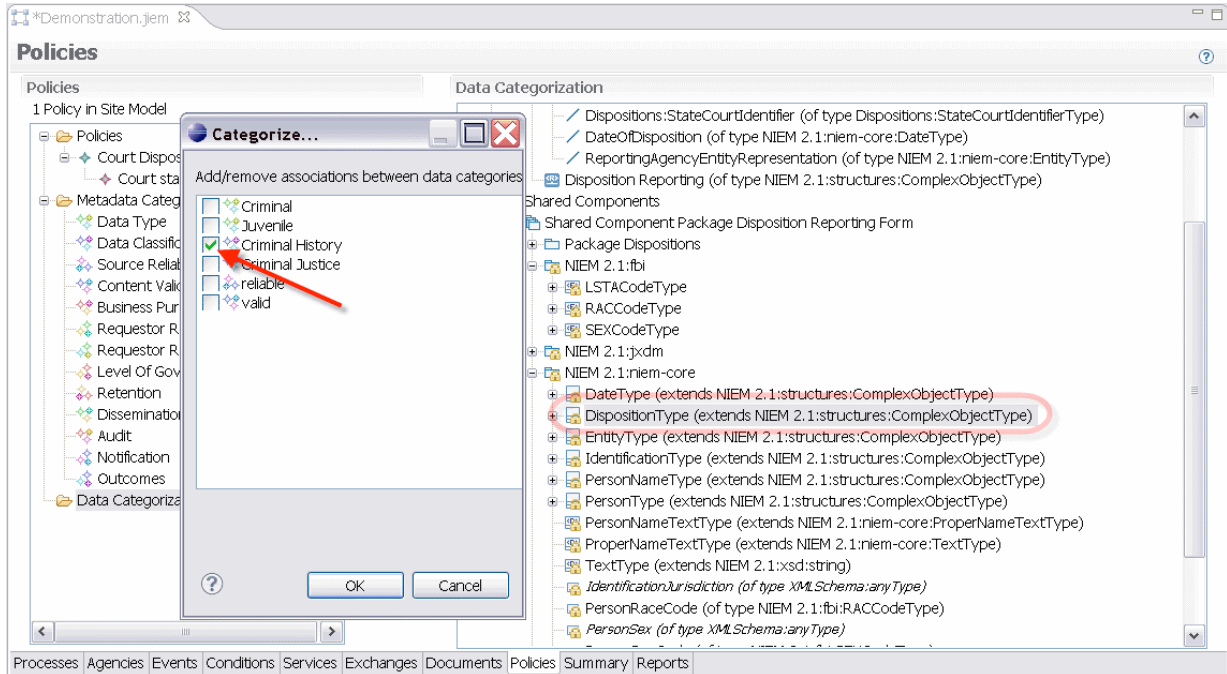 *Demonstration.jiem
Policies
Policies
1 Policy in Site Model
Policies
Court Dispos
Court sta
Metadata Categ
Data Type
Data Classific
Source Reliab
Content Valid
Business Pur
Requestor R
Requestor R
Level Of Gov
Retention
Dissemination
Audit
Notification
Outcomes
Data Categoriza
Categorize...
Add/remove associations between data categories
Criminal
Juvenile
Criminal History
Criminal Justice
reliable
valid
OK
Cancel
Data Categorization
Dispositions:StateCourtIdentifier (of type Dispositions:StateCourtIdentifierType)
DateOfDisposition (of type NIEM 2.1:niem-core:DateType)
ReportingAgencyEntityRepresentation (of type NIEM 2.1:niem-core:EntityType)
Disposition Reporting (of type NIEM 2.1:structures:ComplexObjectType)
Shared Components
Shared Component Package Disposition Reporting Form
Package Dispositions
NIEM 2.1:fbi
LSTACodeType
RACCodeType
SEXCodeType
NIEM 2.1:jxdm
NIEM 2.1:niem-core
DateType (extends NIEM 2.1:structures:ComplexObjectType)
DispositionType (extends NIEM 2.1:structures:ComplexObjectType)
EntityType (extends NIEM 2.1:structures:ComplexObjectType)
IdentificationType (extends NIEM 2.1:structures:ComplexObjectType)
PersonNameType (extends NIEM 2.1:structures:ComplexObjectType)
PersonType (extends NIEM 2.1:structures:ComplexObjectType)
PersonNameTextType (extends NIEM 2.1:niem-core:ProperNameTextType)
ProperNameTextType (extends NIEM 2.1:niem-core:TextType)
TextType (extends NIEM 2.1:xsd:string)
IdentificationJurisdiction (of type XMLSchema:anyType)
PersonRaceCode (of type NIEM 2.1:fbi:RACCodeType)
PersonSex (of type XMLSchema:anyType)
Processes Agencies Events Conditions Services Exchanges Documents Policies Summary Reports